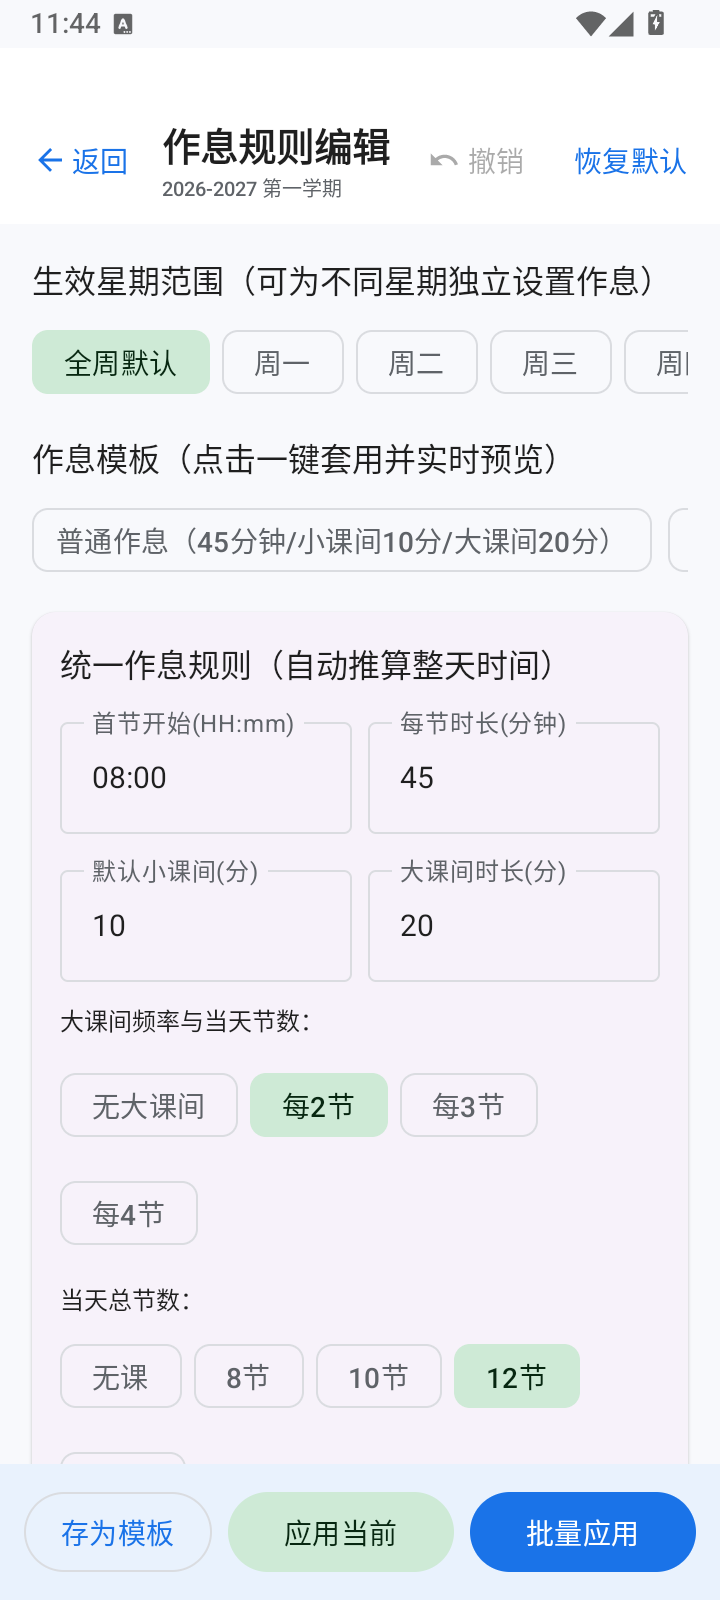 11:44
返回
作息规则编辑
2026-2027 第一学期
撤销
恢复默认
生效星期范围（可为不同星期独立设置作息）
全周默认
周一
周二
周三
周
作息模板（点击一键套用并实时预览）
普通作息（45分钟/小课间10分/大课间20分）
统一作息规则（自动推算整天时间）
首节开始(HH:mm)
08:00
每节时长(分钟)
45
默认小课间(分)
10
大课间时长(分)
20
大课间频率与当天节数：
无大课间
每2节
每3节
每4节
当天总节数：
无课
8节
10节
12节
存为模板
应用当前
批量应用